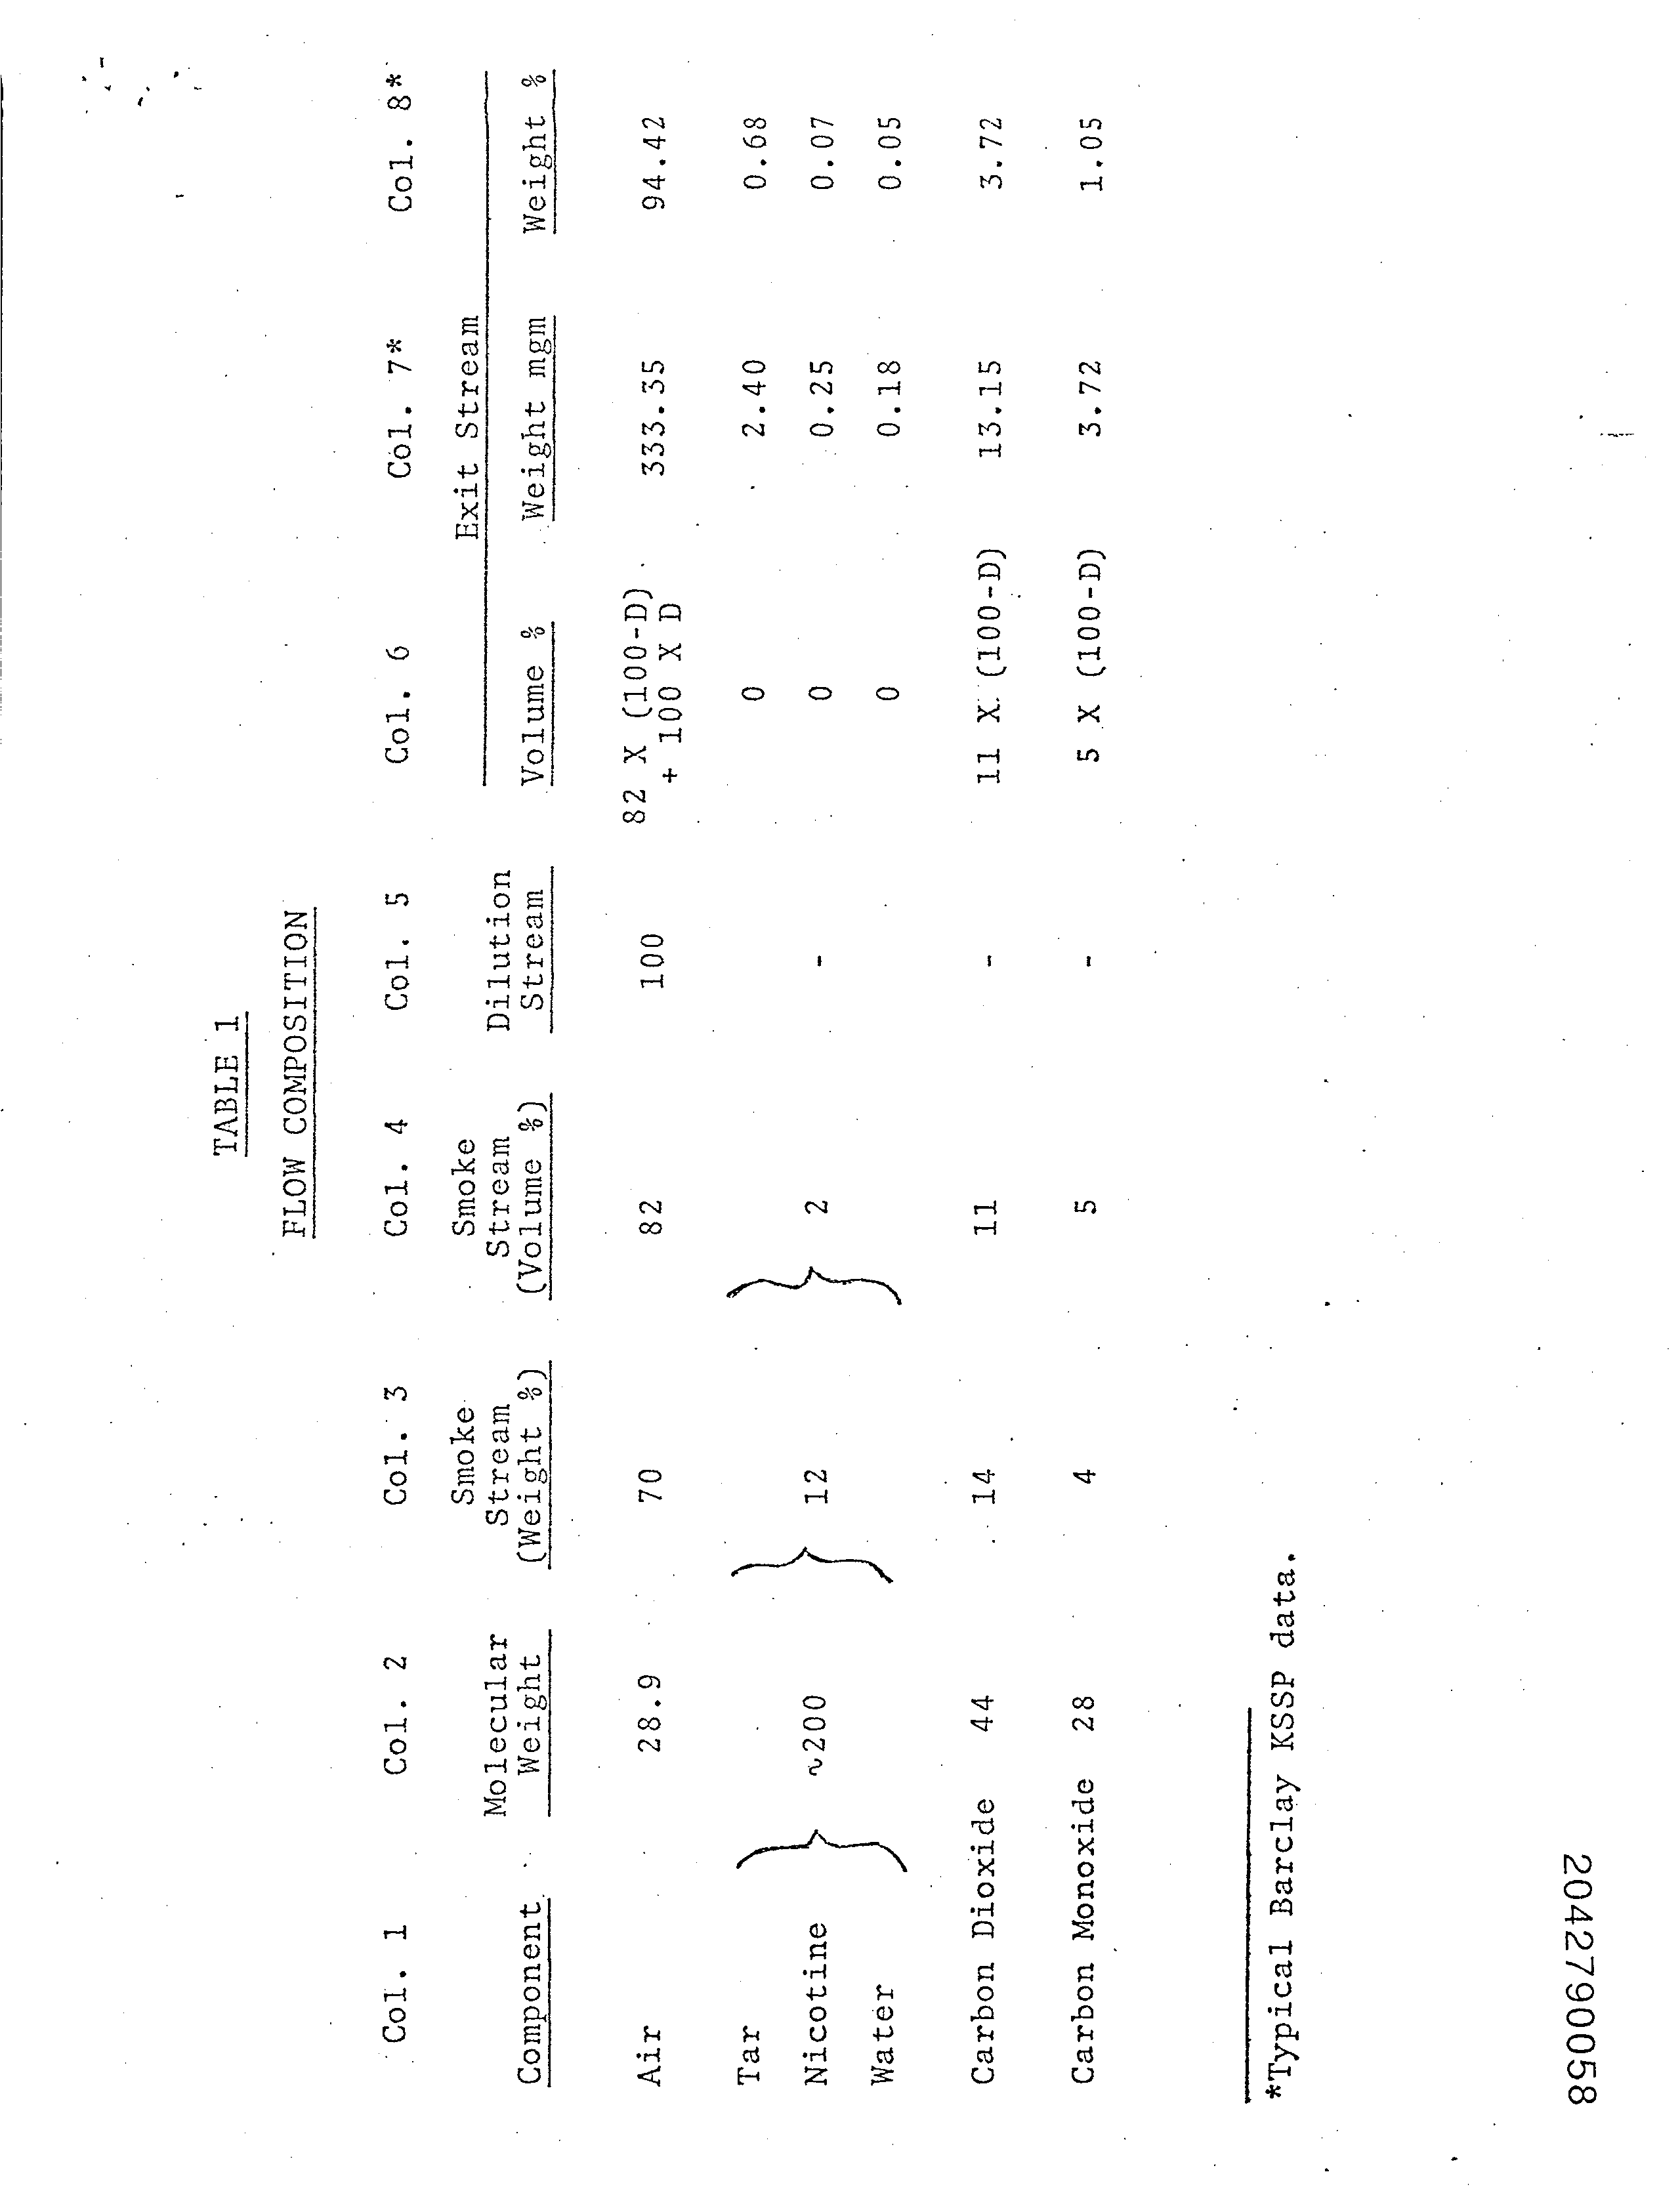 TABLE 1
FLOW COMPOSITION
Col. 1 Col. 2 Col. 3 Col. 4 Col. 5 Col. 6 Col. 7* Col. 8*
Smoke Smoke Exit Stream
Molecular Stream Stream Dilution
Component Weight (Weight %) (Volume %) Stream Volume % Weight mgm Weight %
Air 28.9 70 82 100 82 X (100-D) 333.35 94.42
+ 100 X D
Tar 0 2.40 0.68
Nicotine ~200 12 2 - 0 0.25 0.07
Water 0 0.18 0.05
Carbon Dioxide 44 14 11 - 11 X (100-D) 13.15 3.72
Carbon Monoxide 28 4 5 - 5 X (100-D) 3.72 1.05
*Typical Barclay KSSP data.
2042790058